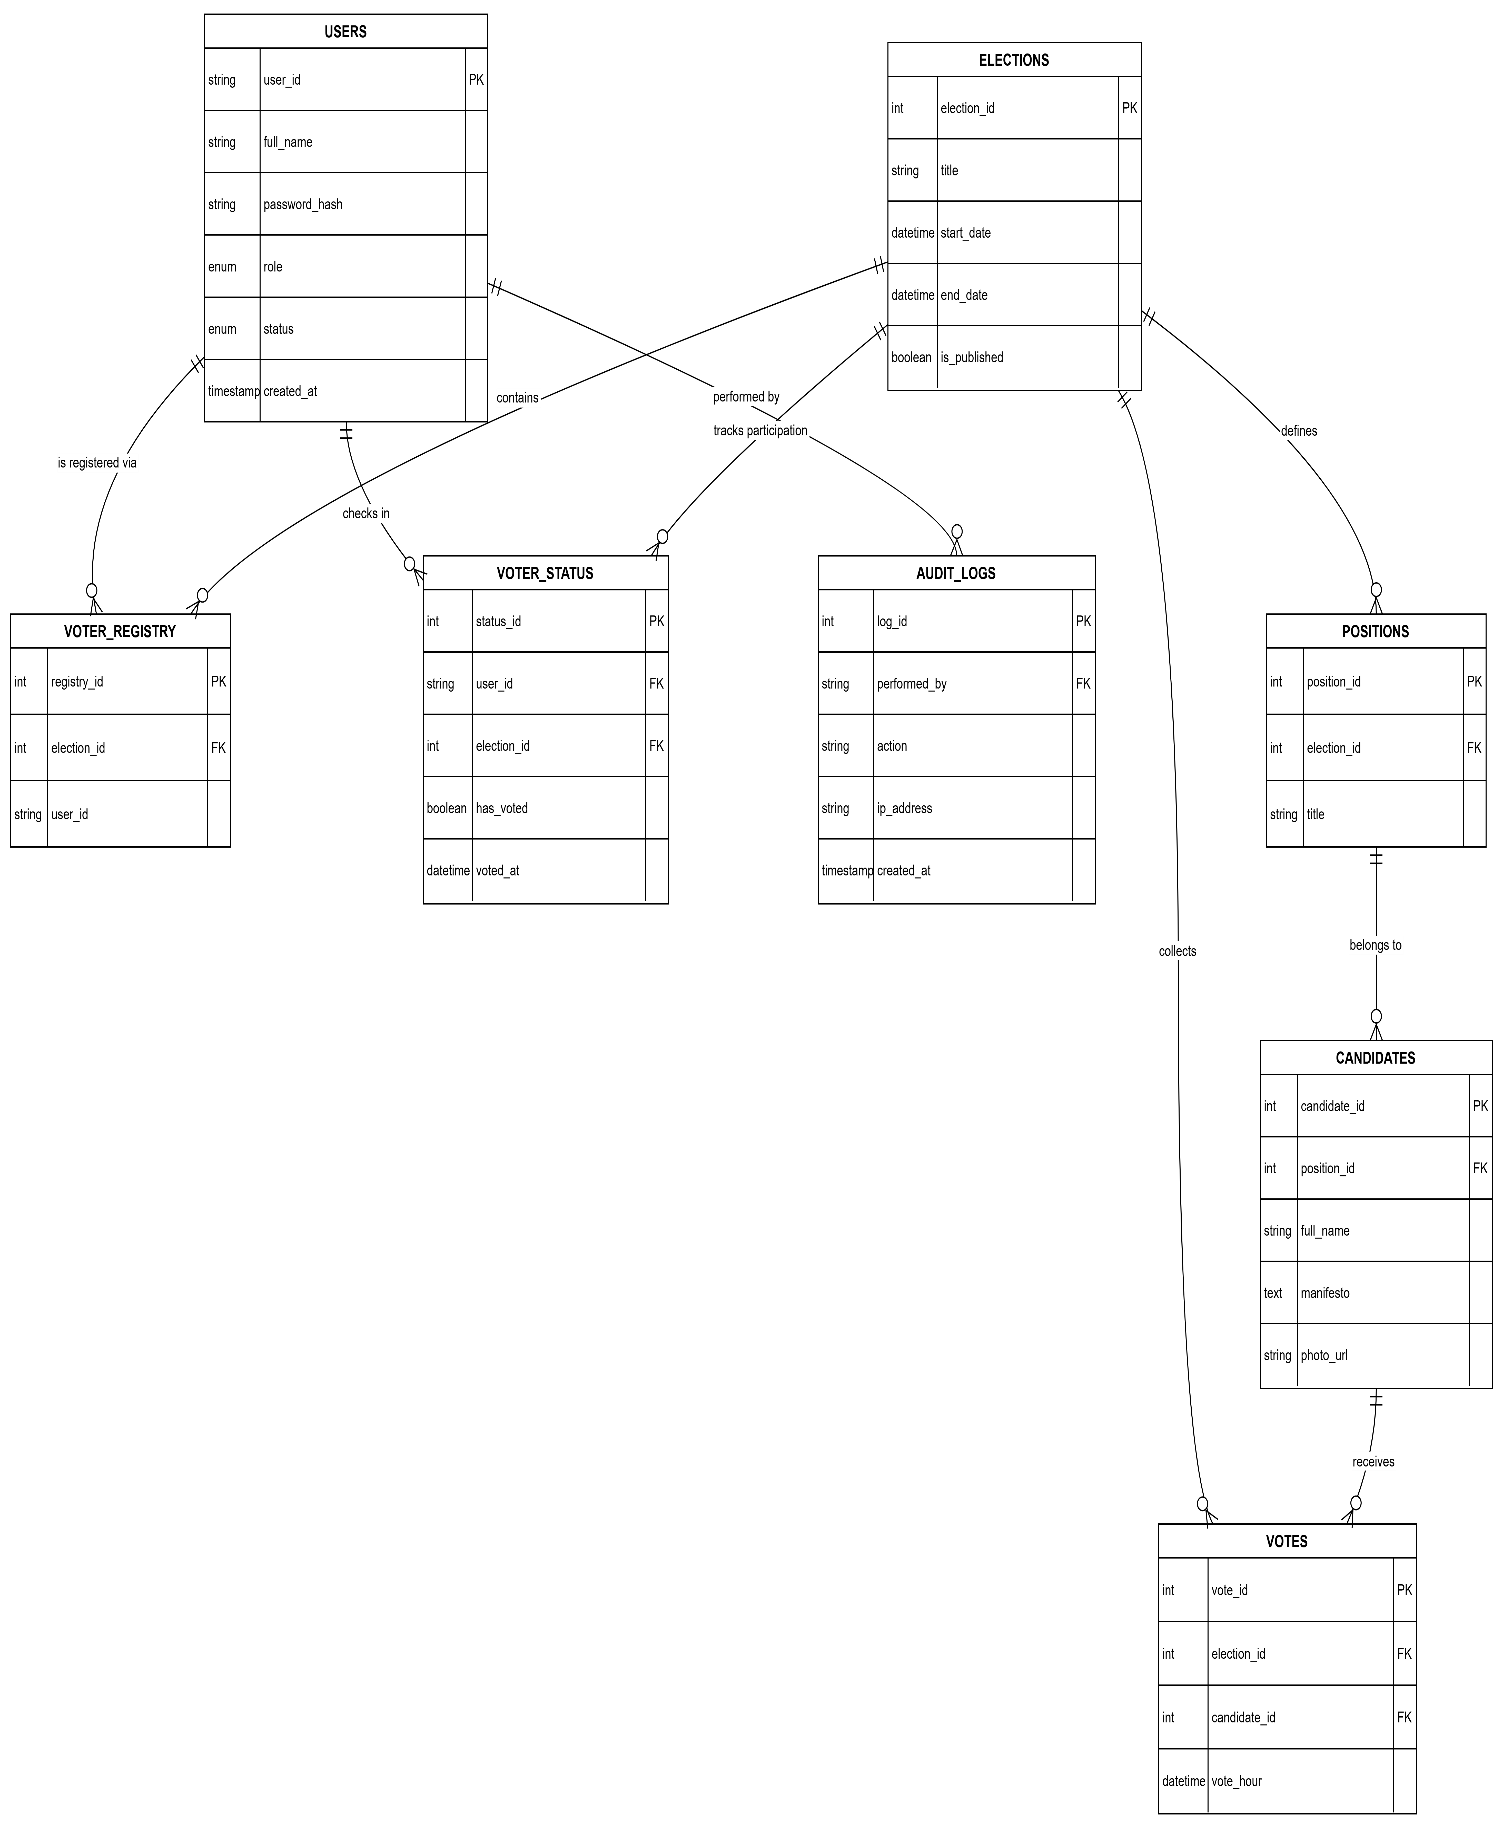 USERS
string user_id PK
string full_name
string password_hash
enum role
enum status
timestamp created_at
ELECTIONS
int election_id PK
string title
datetime start_date
datetime end_date
boolean is_published
contains
performed by
tracks participation
defines
is registered via
checks in
VOTER_REGISTRY
int registry_id PK
int election_id FK
string user_id
VOTER_STATUS
int status_id PK
string user_id FK
int election_id FK
boolean has_voted
datetime voted_at
AUDIT_LOGS
int log_id PK
string performed_by FK
string action
string ip_address
timestamp created_at
POSITIONS
int position_id PK
int election_id FK
string title
collects
belongs to
CANDIDATES
int candidate_id PK
int position_id FK
string full_name
text manifesto
string photo_url
receives
VOTES
int vote_id PK
int election_id FK
int candidate_id FK
datetime vote_hour